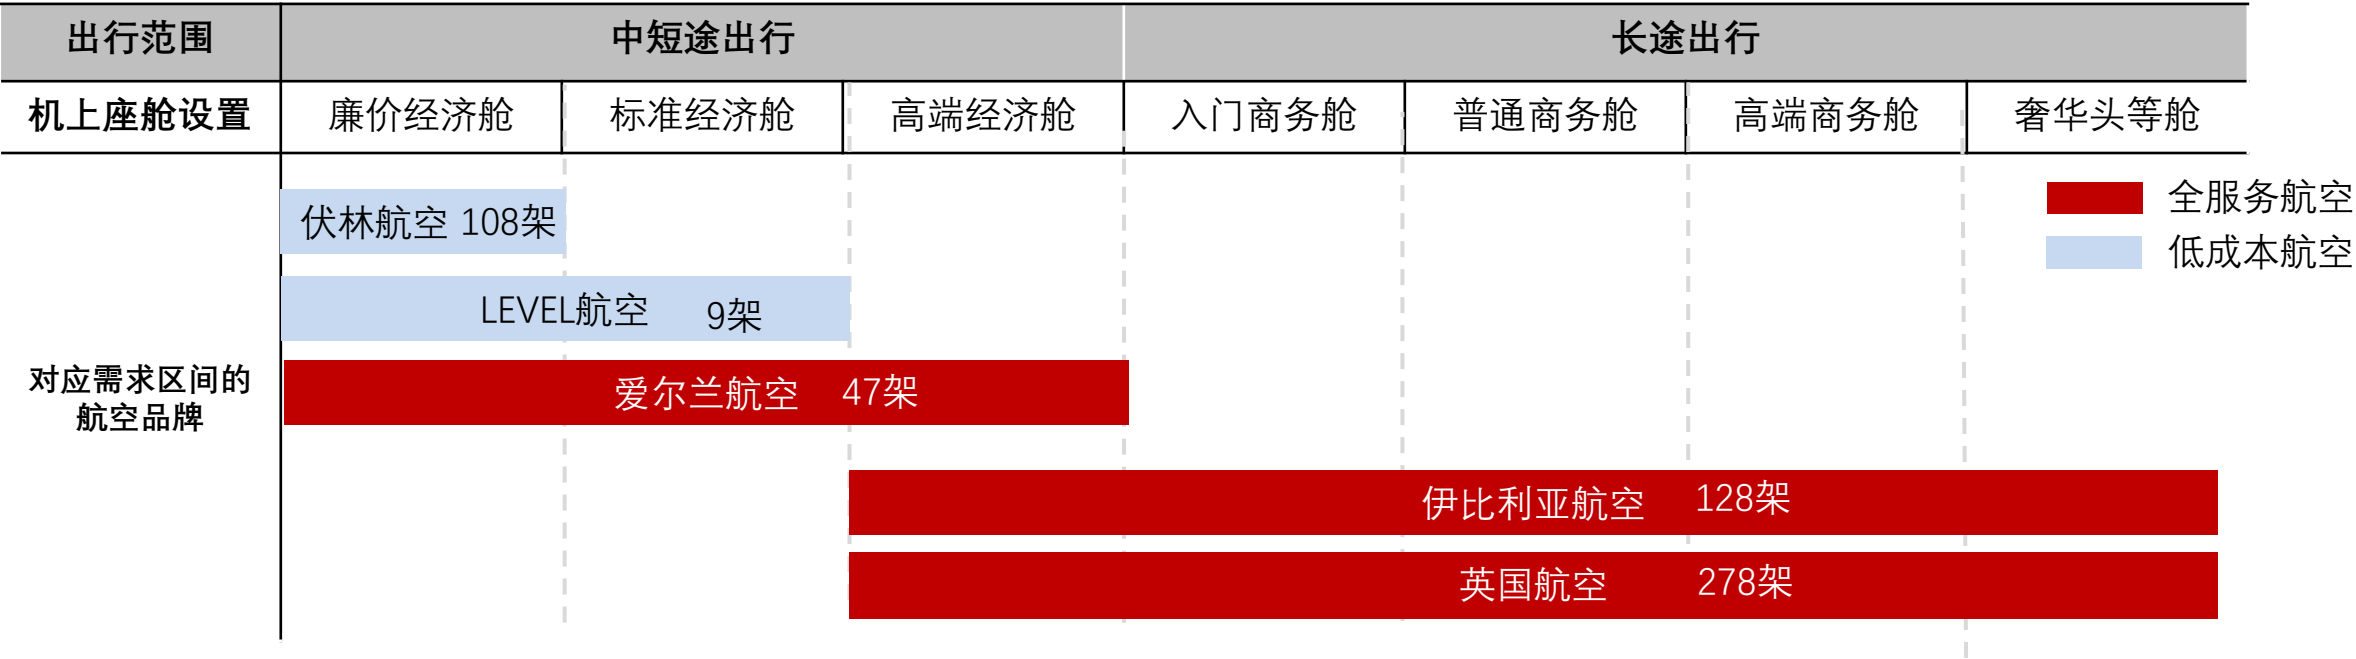 出行范围 中短途出行 长途出行
机上座舱设置 廉价经济舱 标准经济舱 高端经济舱 入门商务舱 普通商务舱 高端商务舱 奢华头等舱
全服务航空
低成本航空
伏林航空 108架
LEVEL航空 9架
对应需求区间的
航空品牌
爱尔兰航空 47架
伊比利亚航空 128架
英国航空 278架